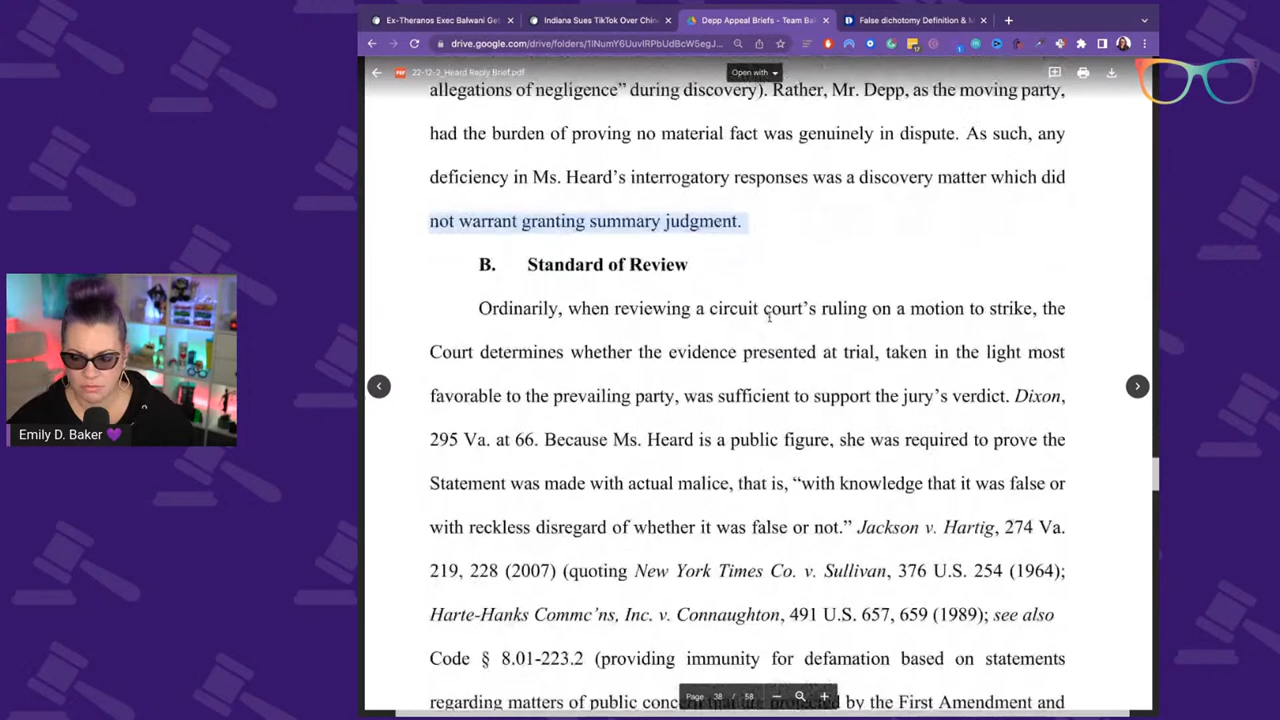 Ex-Theranos Exec Balwani Get
Indiana Sues TikTok Over Chin
Depp Appeal Briefs - Team Ba
False dichotomy Definition & M
drive.google.com/drive/folders/1lNumY6UuvlRPbUdBcW5egJ...
22-12-2_Heard Reply Brief.pdf
Open with
allegations of negligence” during discovery). Rather, Mr. Depp, as the moving party,
had the burden of proving no material fact was genuinely in dispute. As such, any
deficiency in Ms. Heard’s interrogatory responses was a discovery matter which did
not warrant granting summary judgment.
B. Standard of Review
Ordinarily, when reviewing a circuit court’s ruling on a motion to strike, the
Court determines whether the evidence presented at trial, taken in the light most
favorable to the prevailing party, was sufficient to support the jury’s verdict. Dixon,
295 Va. at 66. Because Ms. Heard is a public figure, she was required to prove the
Statement was made with actual malice, that is, “with knowledge that it was false or
with reckless disregard of whether it was false or not.” Jackson v. Hartig, 274 Va.
219, 228 (2007) (quoting New York Times Co. v. Sullivan, 376 U.S. 254 (1964);
Harte-Hanks Commc’ns, Inc. v. Connaughton, 491 U.S. 657, 659 (1989); see also
Code § 8.01-223.2 (providing immunity for defamation based on statements
regarding matters of public concern that are protected by the First Amendment and
Page 38 / 58
Emily D. Baker 💜